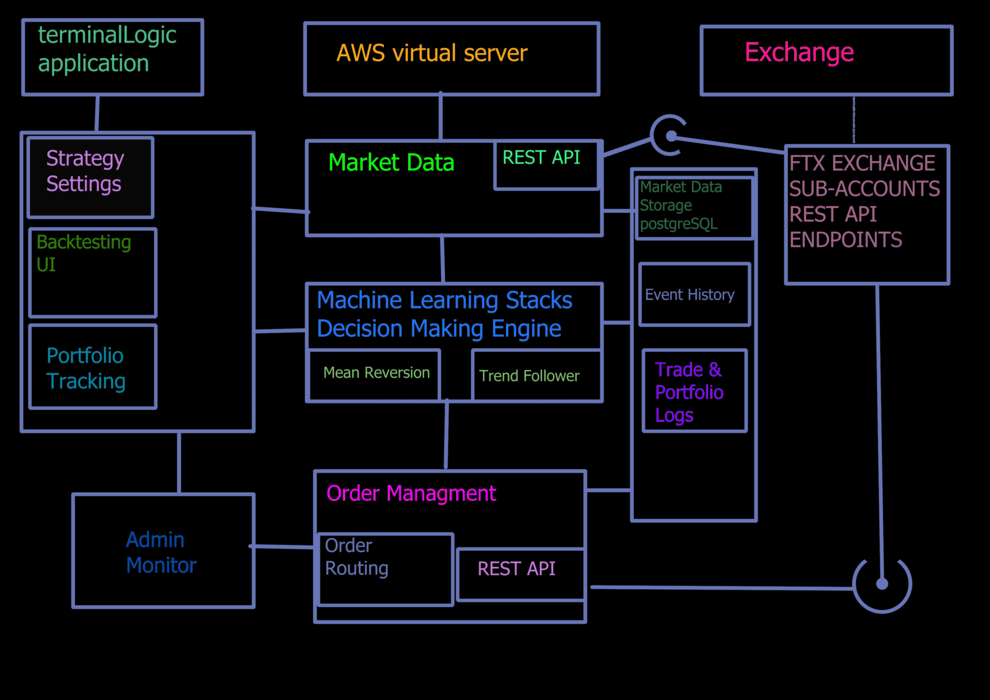 terminalLogic
application
AWS virtual server
Exchange
Strategy
Settings
Backtesting
UI
Portfolio
Tracking
Admin
Monitor
Market Data
REST API
Machine Learning Stacks
Decision Making Engine
Mean Reversion
Trend Follower
Order Managment
Order
Routing
REST API
Market Data
Storage
postgreSQL
Event History
Trade &
Portfolio
Logs
FTX EXCHANGE
SUB-ACCOUNTS
REST API
ENDPOINTS